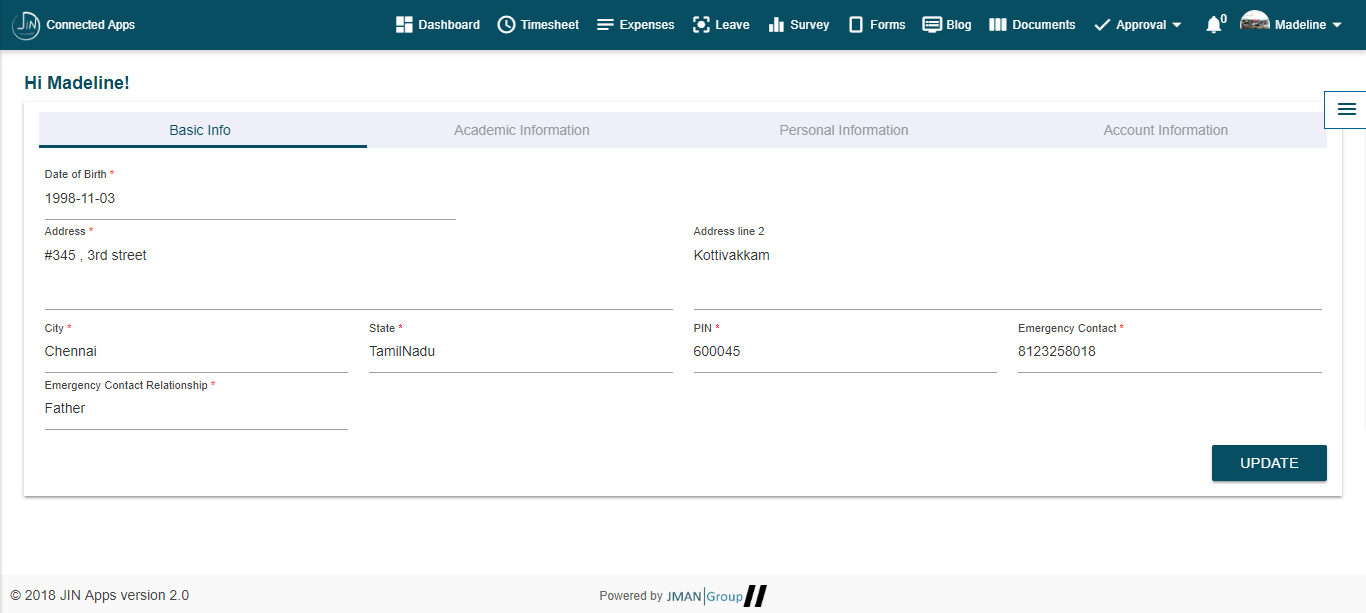 JIN Connected Apps Dashboard Timesheet Expenses Leave Survey Forms Blog Documents Approval 0 Madeline
Hi Madeline!
Basic Info Academic Information Personal Information Account Information
Date of Birth *
1998-11-03
Address * Address line 2
#345 , 3rd street Kottivakkam
City * State * PIN * Emergency Contact *
Chennai TamilNadu 600045 8123258018
Emergency Contact Relationship *
Father
UPDATE
© 2018 JIN Apps version 2.0 Powered by JMAN Group